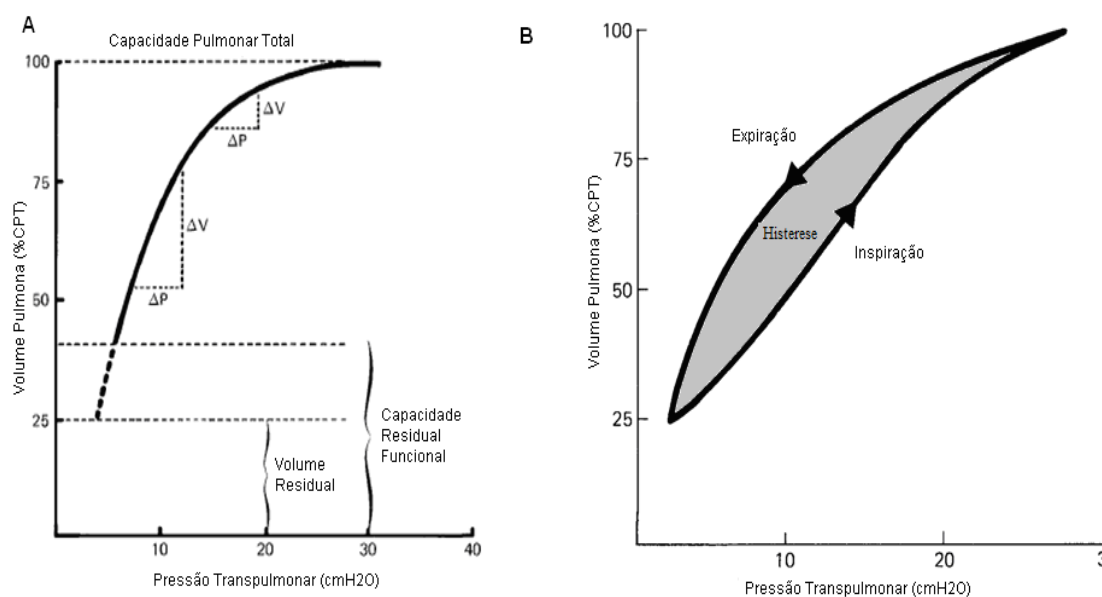 A
Capacidade Pulmonar Total
100
75
50
25
Volume Pulmona (%CPT)
ΔV
ΔP
ΔV
ΔP
Capacidade
Residual
Funcional
Volume
Residual
10
20
30
40
Pressão Transpulmonar (cmH2O)
B
100
75
50
25
Volume Pulmona (%CPT)
Expiração
Histerese
Inspiração
10
20
3
Pressão Transpulmonar (cmH2O)